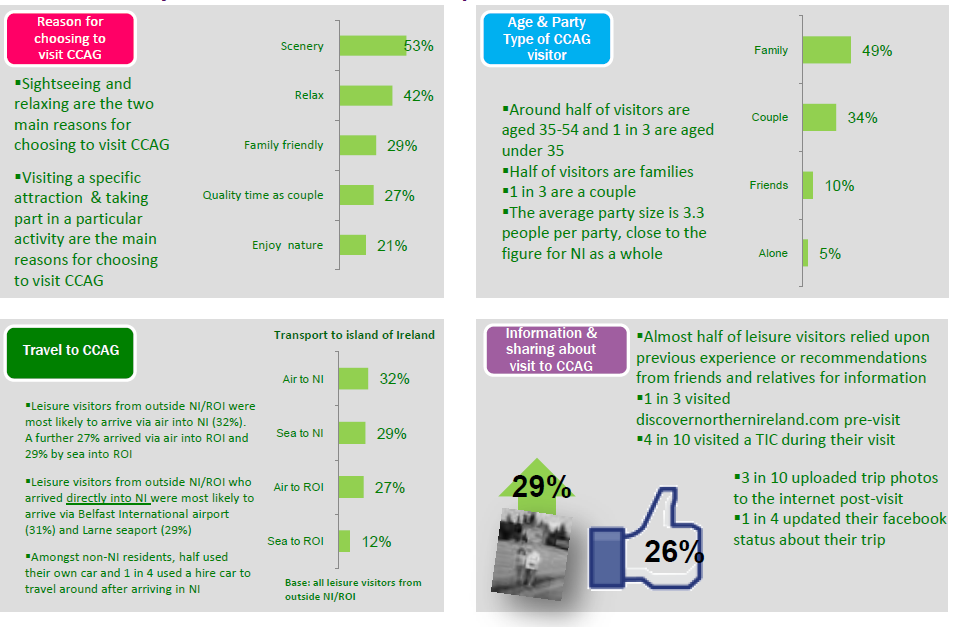 Reason for
choosing to
visit CCAG
▪Sightseeing and
relaxing are the two
main reasons for
choosing to visit CCAG
▪Visiting a specific
attraction & taking
part in a particular
activity are the main
reasons for choosing
to visit CCAG
Scenery 53%
Relax 42%
Family friendly 29%
Quality time as couple 27%
Enjoy nature 21%
Age & Party
Type of CCAG
visitor
▪Around half of visitors are
aged 35-54 and 1 in 3 are aged
under 35
▪Half of visitors are families
▪1 in 3 are a couple
▪The average party size is 3.3
people per party, close to the
figure for NI as a whole
Family 49%
Couple 34%
Friends 10%
Alone 5%
Travel to CCAG
▪Leisure visitors from outside NI/ROI were
most likely to arrive via air into NI (32%).
A further 27% arrived via air into ROI and
29% by sea into ROI
▪Leisure visitors from outside NI/ROI who
arrived directly into NI were most likely to
arrive via Belfast International airport
(31%) and Larne seaport (29%)
▪Amongst non-NI residents, half used
their own car and 1 in 4 used a hire car to
travel around after arriving in NI
Transport to island of Ireland
Air to NI 32%
Sea to NI 29%
Air to ROI 27%
Sea to ROI 12%
Base: all leisure visitors from
outside NI/ROI
Information &
sharing about
visit to CCAG
▪Almost half of leisure visitors relied upon
previous experience or recommendations
from friends and relatives for information
▪1 in 3 visited
discovernorthernireland.com pre-visit
▪4 in 10 visited a TIC during their visit
▪3 in 10 uploaded trip photos
to the internet post-visit
▪1 in 4 updated their facebook
status about their trip
29%
26%